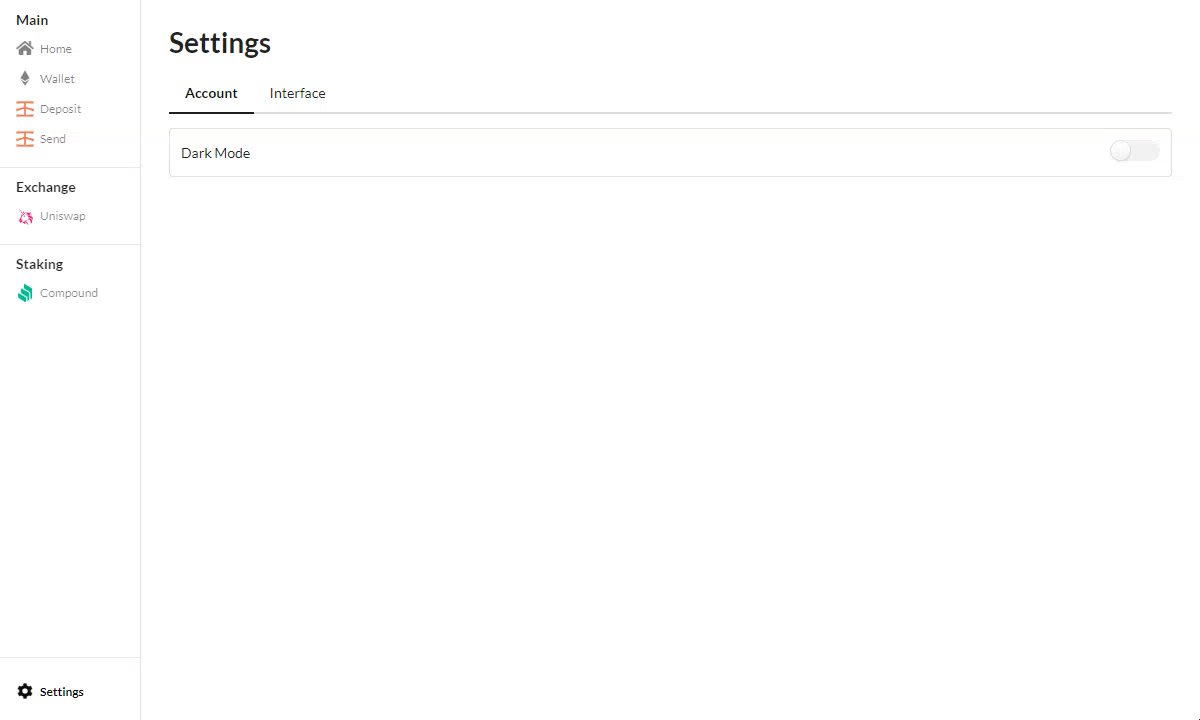 Main
Home
Wallet
Deposit
Send
Exchange
Uniswap
Staking
Compound
Settings
Settings
Account Interface
Dark Mode